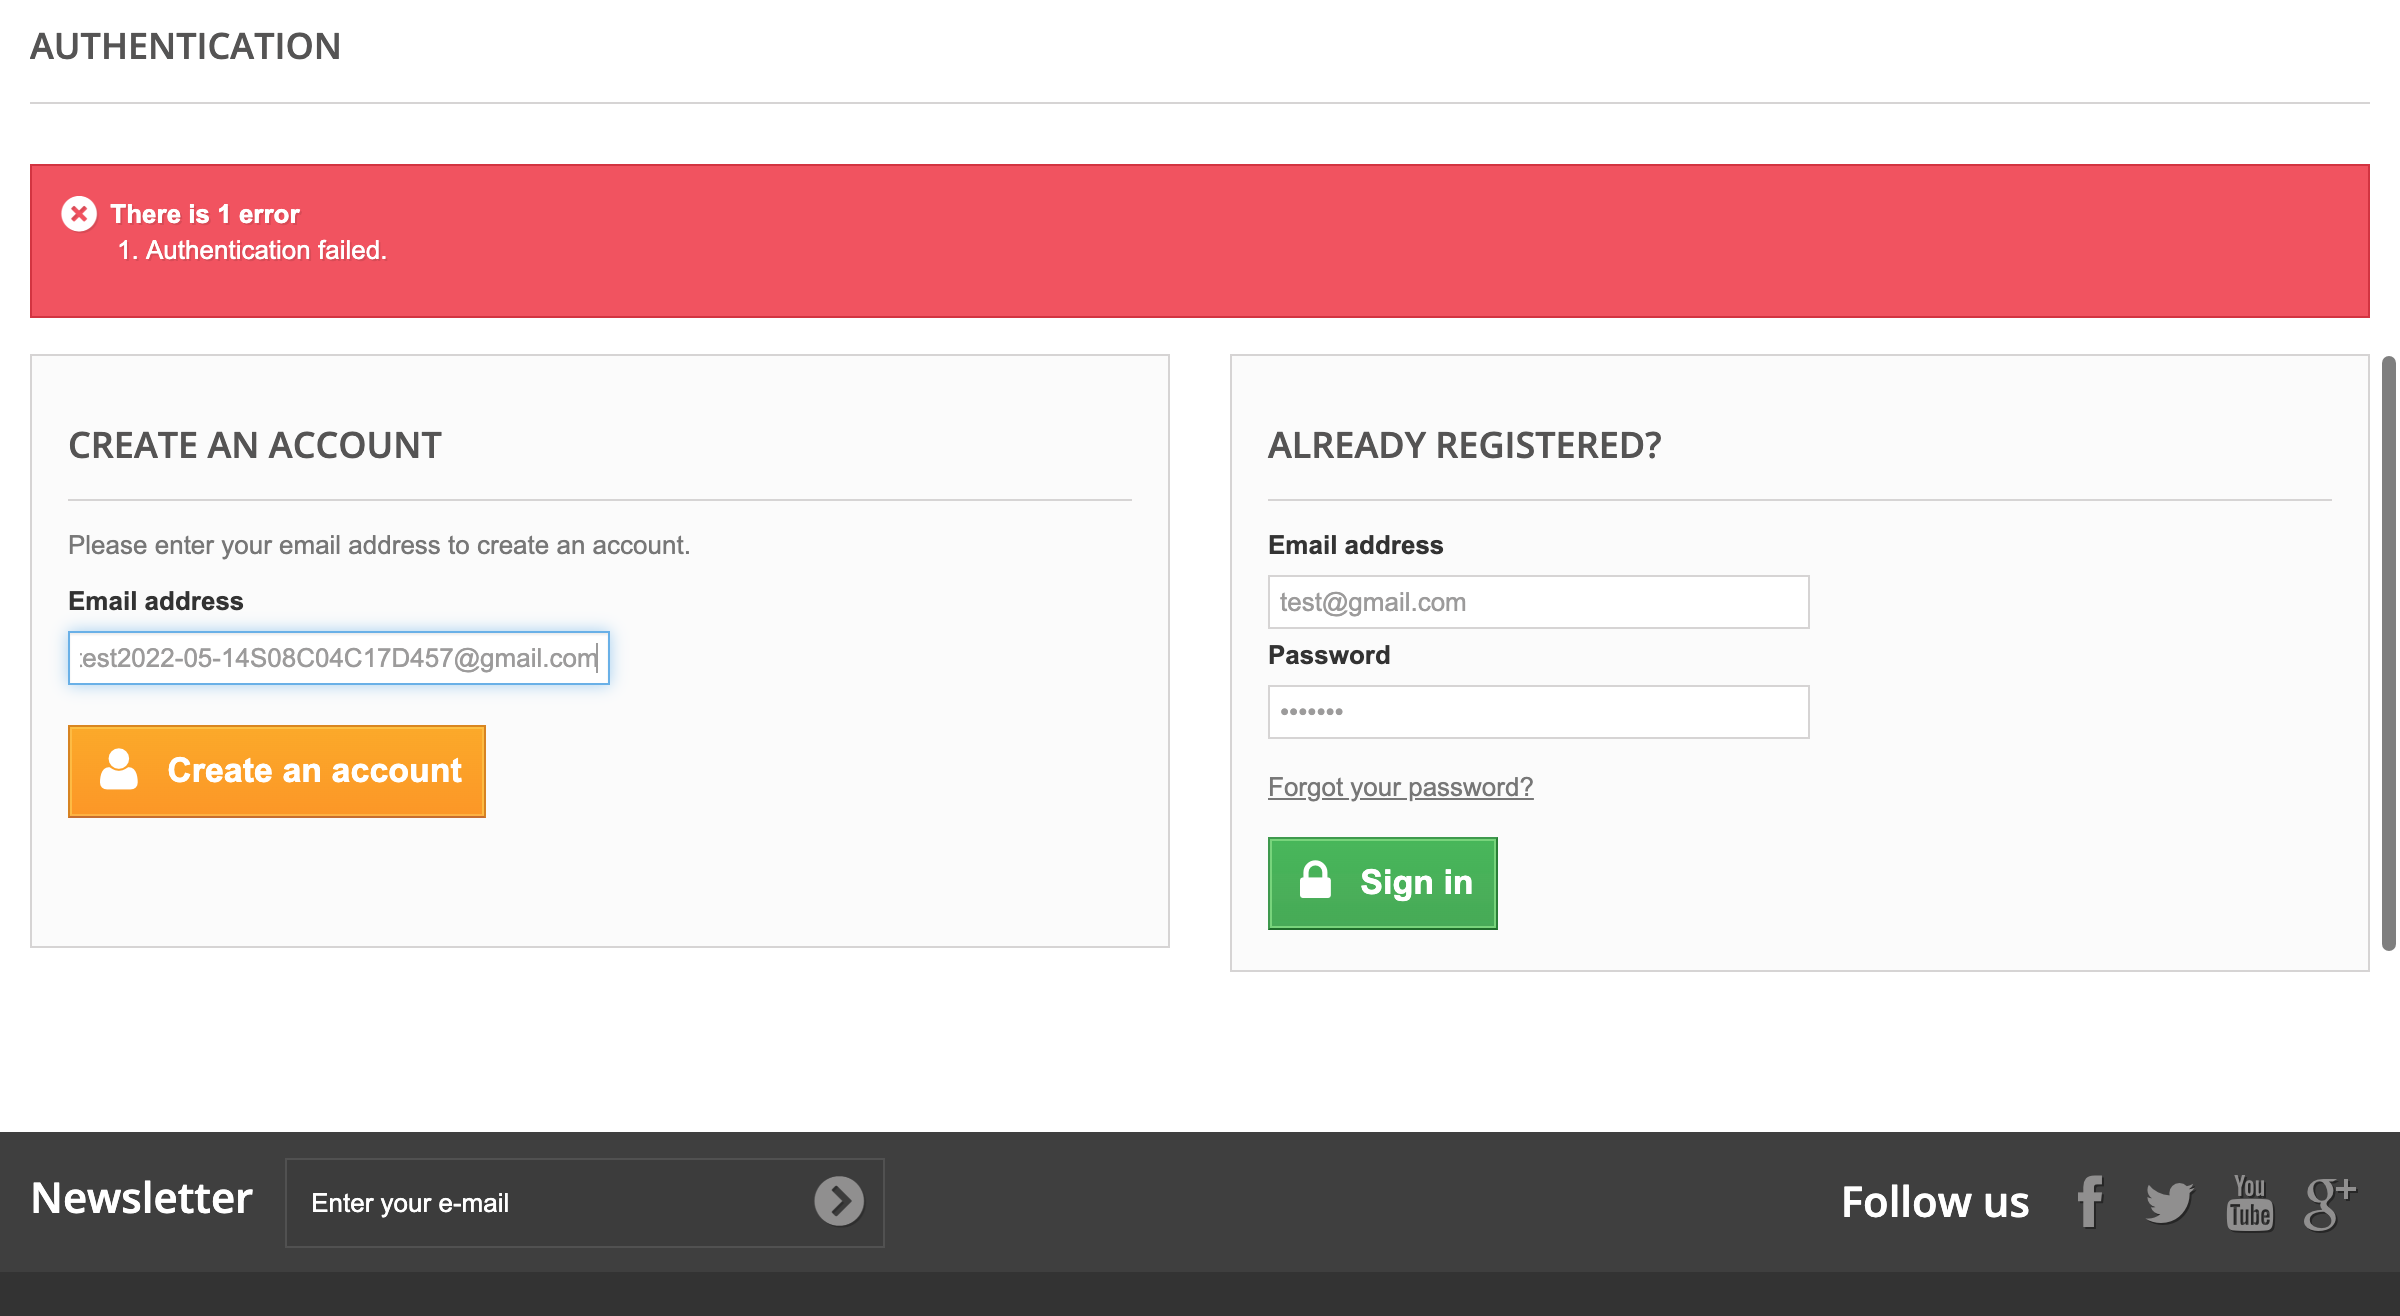 AUTHENTICATION
There is 1 error
1. Authentication failed.
CREATE AN ACCOUNT
Please enter your email address to create an account.
Email address
test2022-05-14S08C04C17D457@gmail.com
Create an account
ALREADY REGISTERED?
Email address
test@gmail.com
Password
•••••••
Forgot your password?
Sign in
Newsletter
Enter your e-mail
Follow us
f
You
Tube
g+